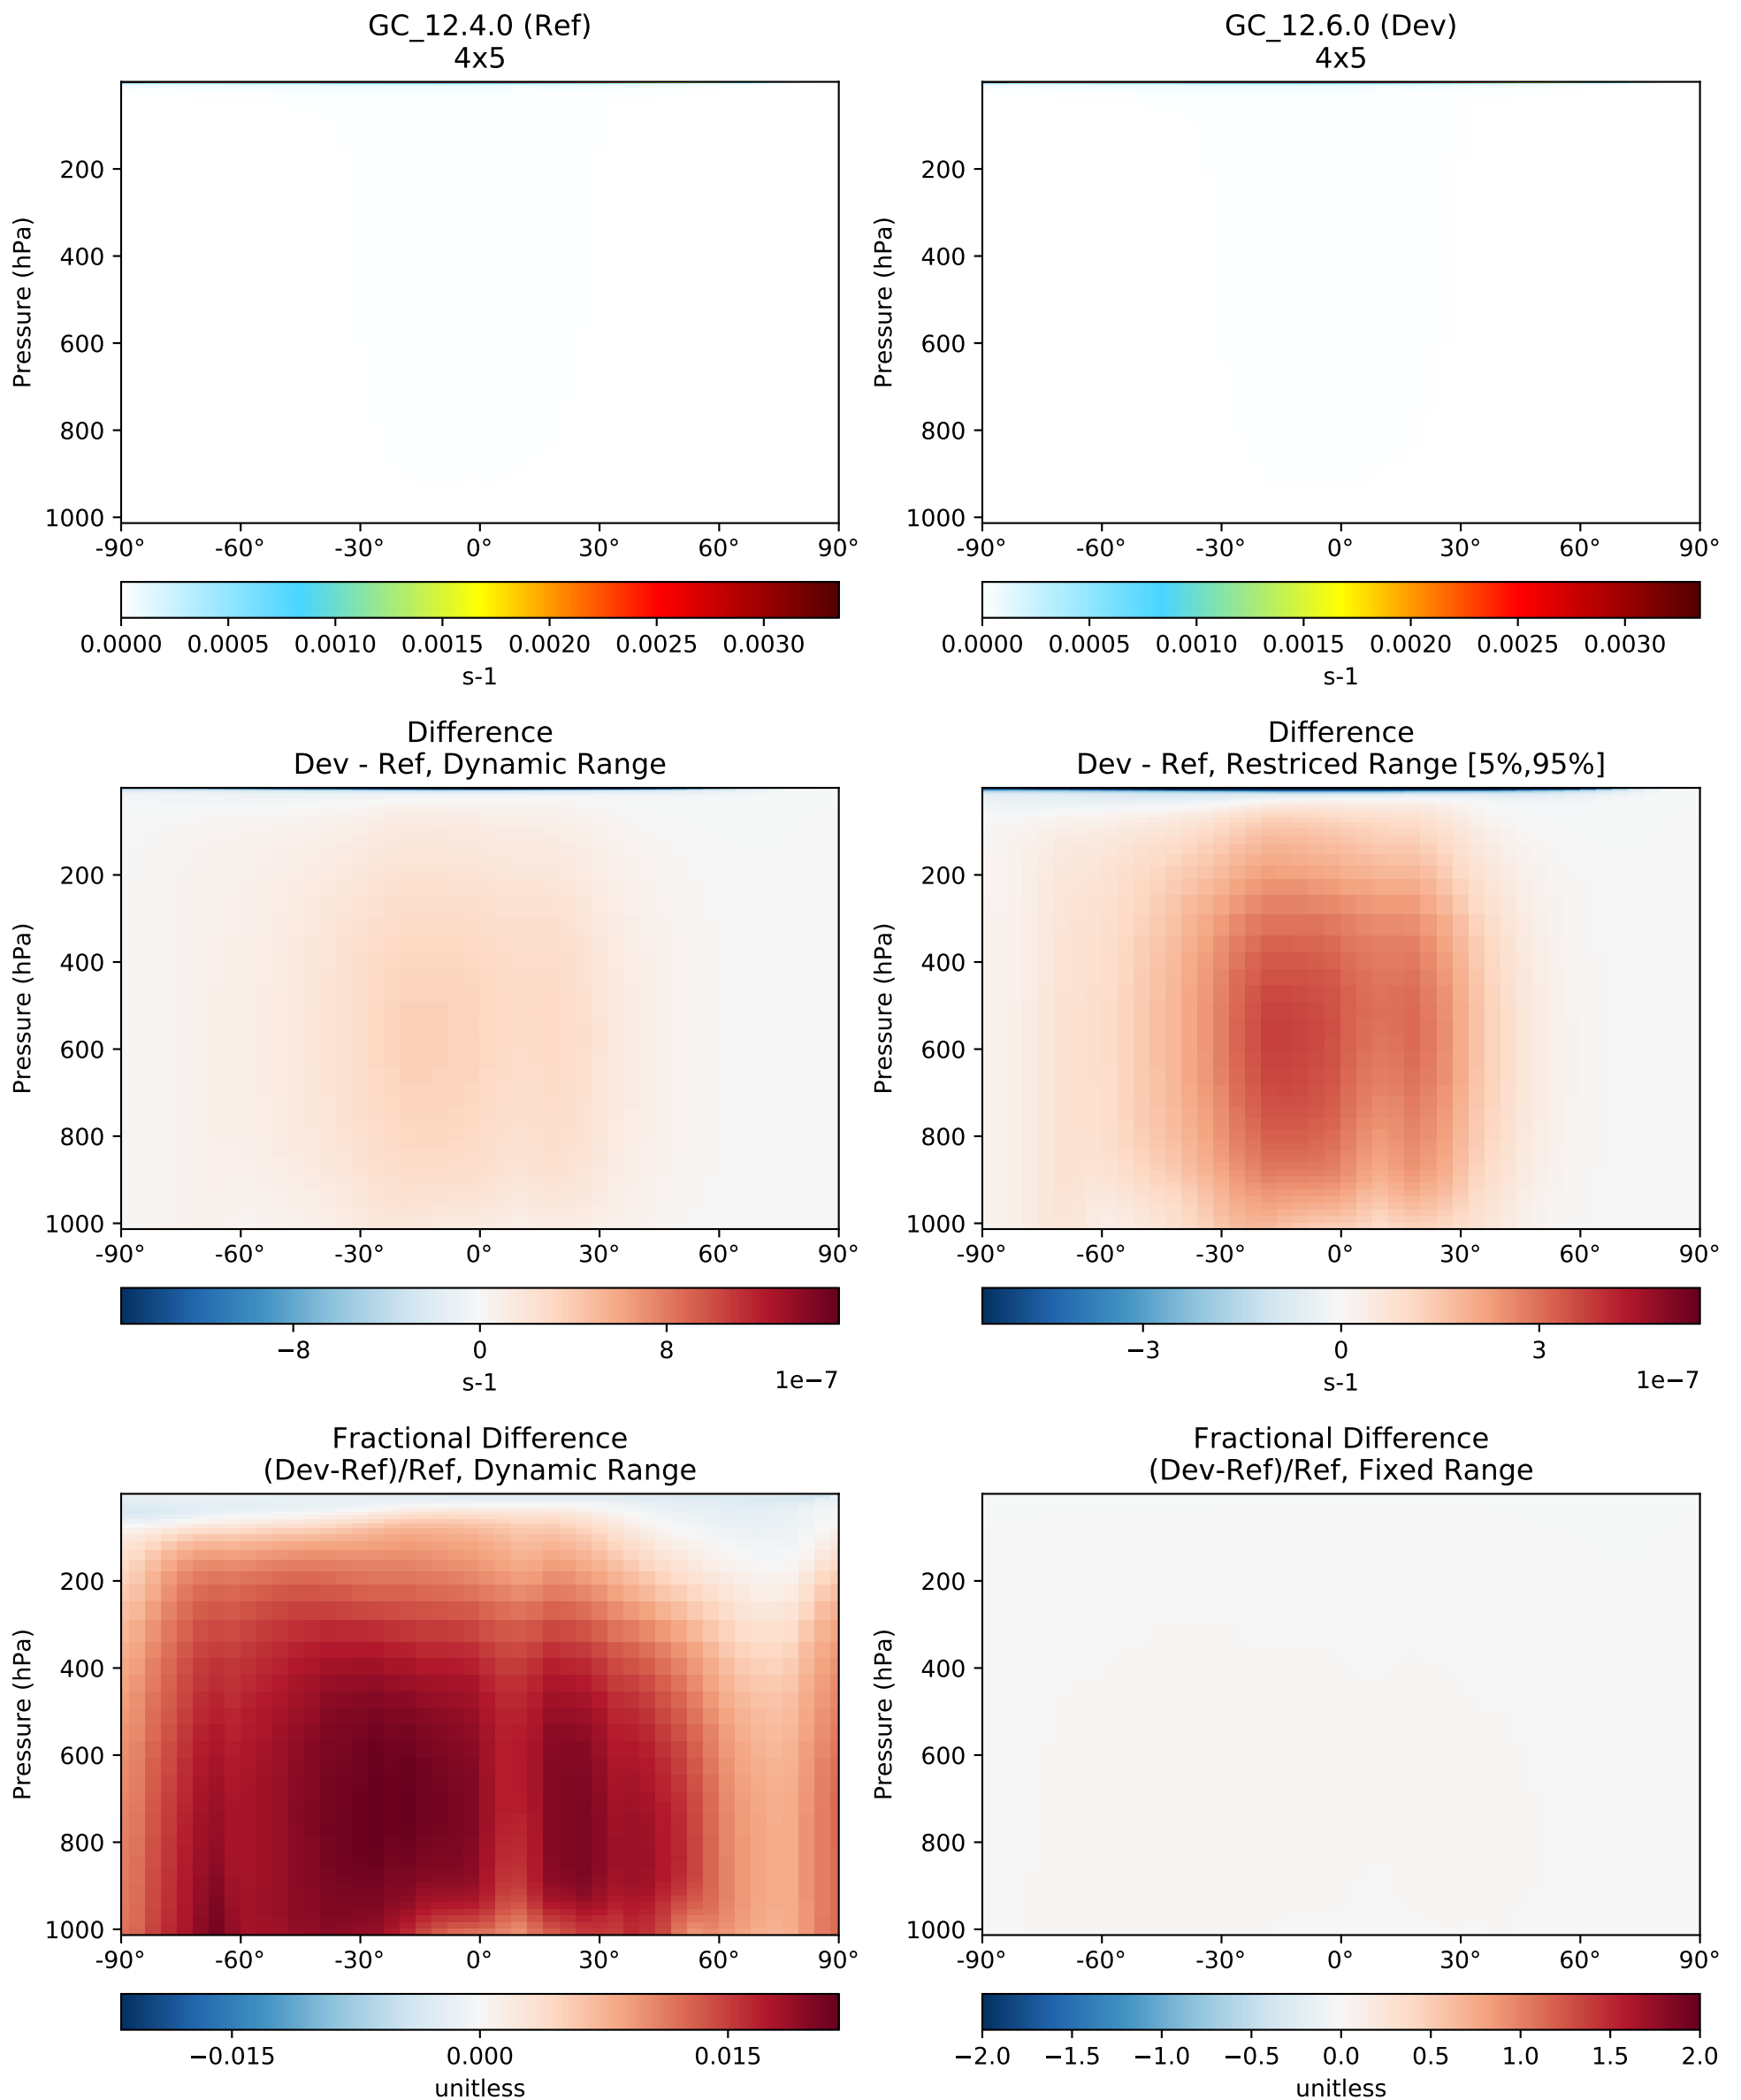 GC_12.4.0 (Ref)
4x5
GC_12.6.0 (Dev)
4x5
Pressure (hPa)
200
400
600
800
1000
-90° -60° -30° 0° 30° 60° 90°
0.0000 0.0005 0.0010 0.0015 0.0020 0.0025 0.0030
s-1
Pressure (hPa)
200
400
600
800
1000
-90° -60° -30° 0° 30° 60° 90°
0.0000 0.0005 0.0010 0.0015 0.0020 0.0025 0.0030
s-1
Difference
Dev - Ref, Dynamic Range
Pressure (hPa)
200
400
600
800
1000
-90° -60° -30° 0° 30° 60° 90°
−8 0 8
s-1
1e−7
Difference
Dev - Ref, Restriced Range [5%,95%]
Pressure (hPa)
200
400
600
800
1000
-90° -60° -30° 0° 30° 60° 90°
−3 0 3
s-1
1e−7
Fractional Difference
(Dev-Ref)/Ref, Dynamic Range
Pressure (hPa)
200
400
600
800
1000
-90° -60° -30° 0° 30° 60° 90°
−0.015 0.000 0.015
unitless
Fractional Difference
(Dev-Ref)/Ref, Fixed Range
Pressure (hPa)
200
400
600
800
1000
-90° -60° -30° 0° 30° 60° 90°
−2.0 −1.5 −1.0 −0.5 0.0 0.5 1.0 1.5 2.0
unitless